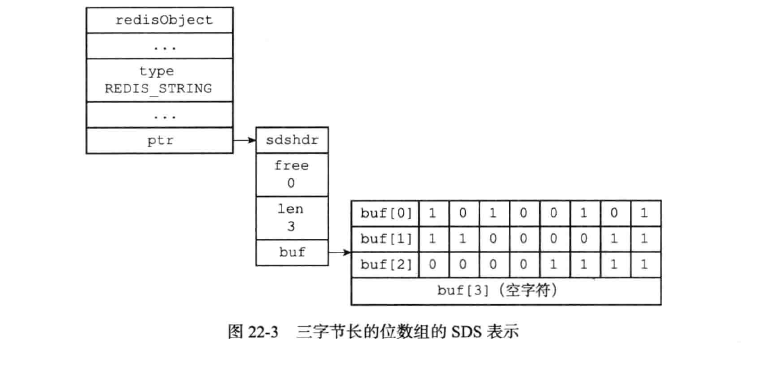 redisObject
...
type
REDIS_STRING
...
ptr
sdshdr
free
0
len
3
buf
buf[0] 1 0 1 0 0 1 0 1
buf[1] 1 1 0 0 0 0 1 1
buf[2] 0 0 0 0 1 1 1 1
buf[3]（空字符）
图 22-3 三字节长的位数组的 SDS 表示